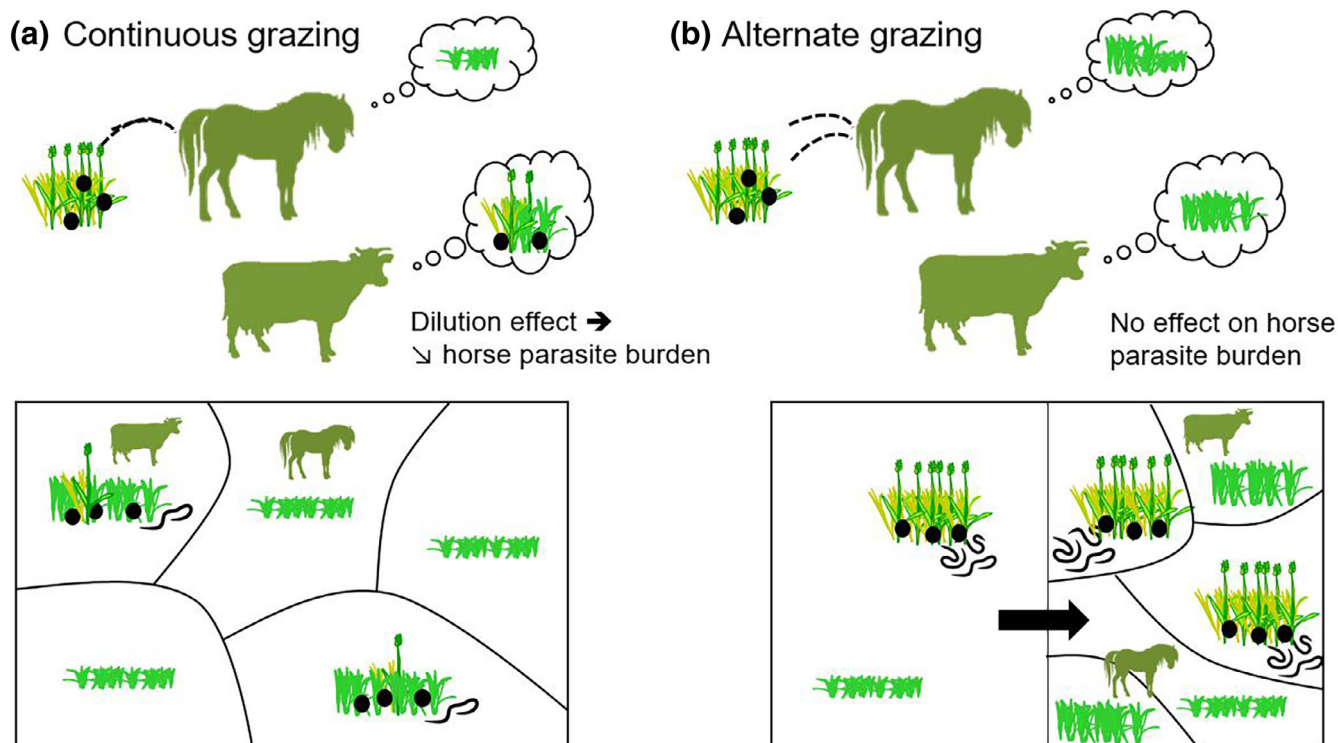 (a) Continuous grazing
(b) Alternate grazing
Dilution effect ➔
↘ horse parasite burden
No effect on horse
parasite burden